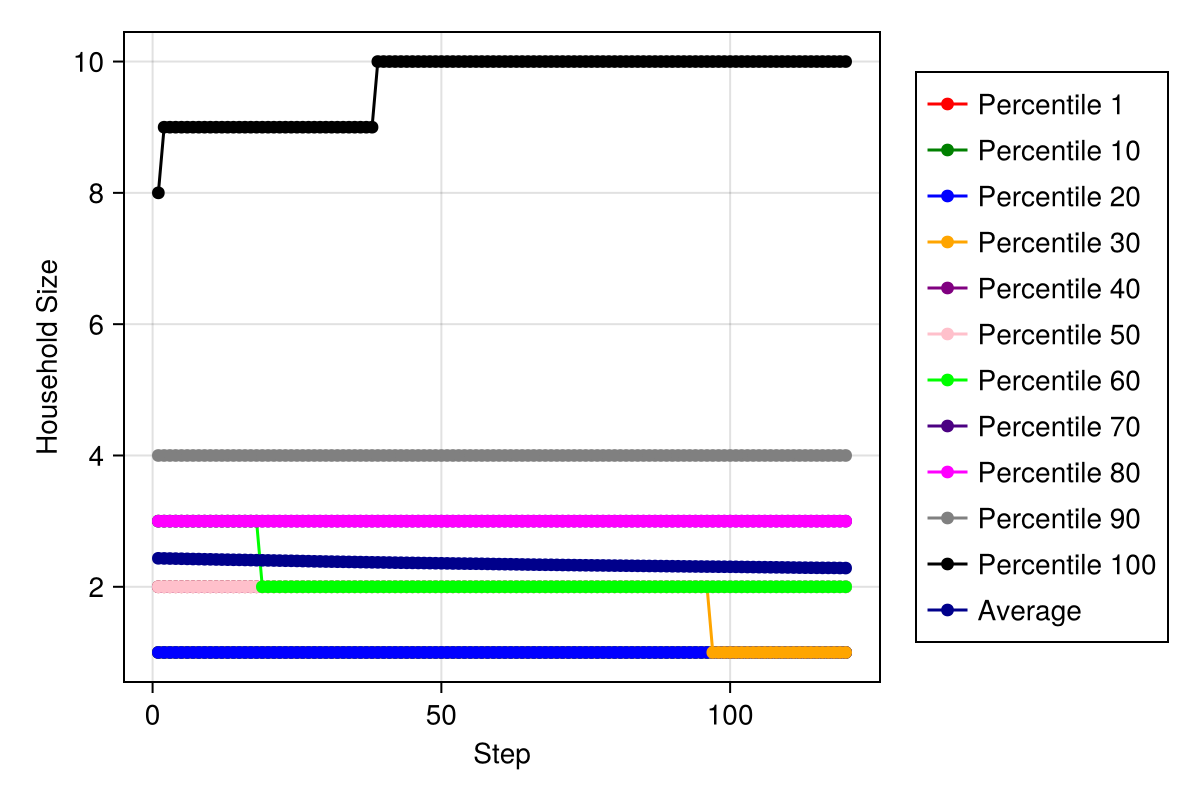 10
8
6
4
2
Household Size
0
50
100
Step
Percentile 1
Percentile 10
Percentile 20
Percentile 30
Percentile 40
Percentile 50
Percentile 60
Percentile 70
Percentile 80
Percentile 90
Percentile 100
Average